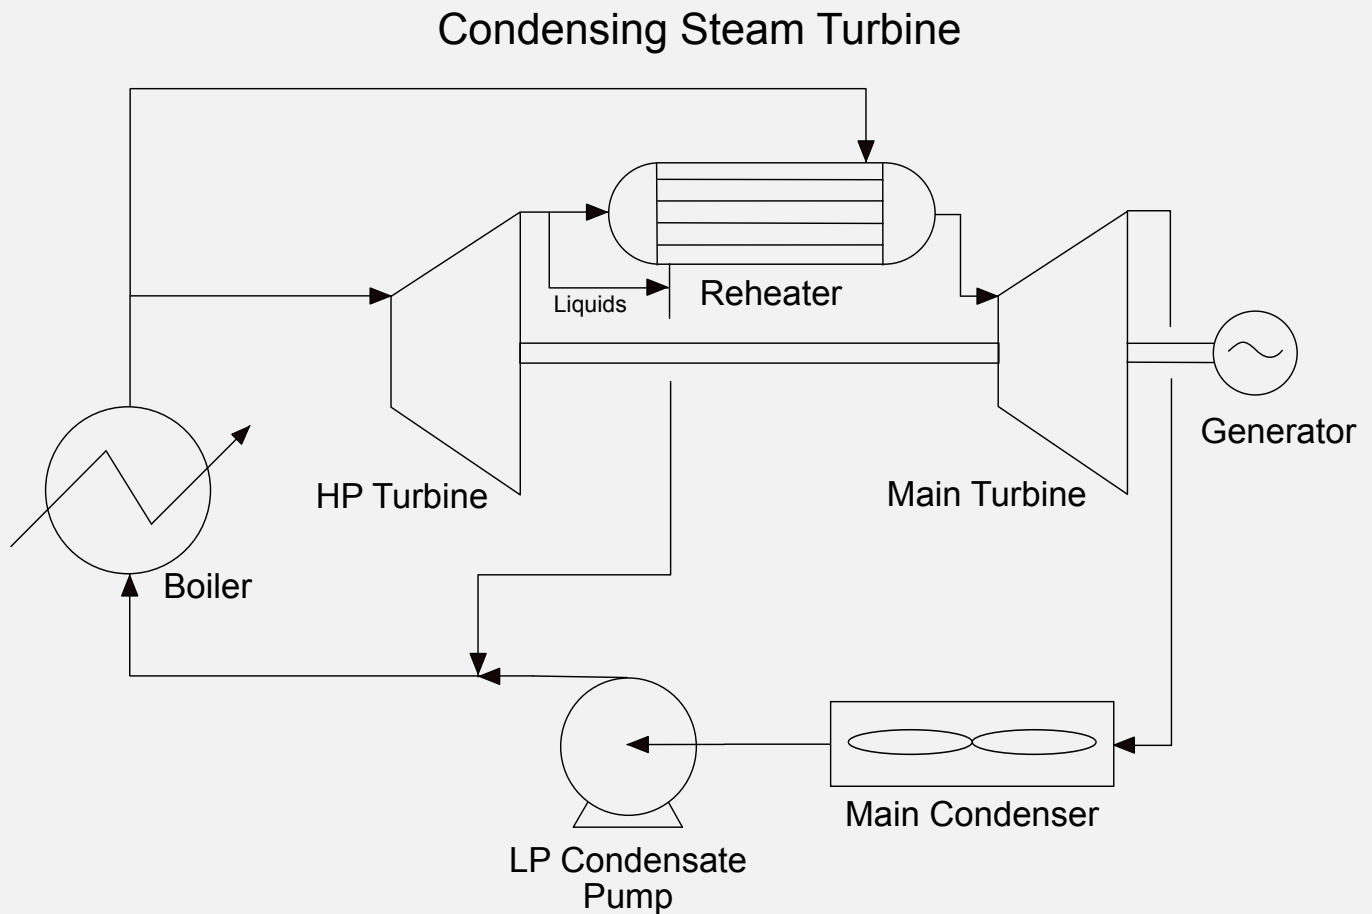 Condensing Steam Turbine
Liquids
Reheater
Generator
HP Turbine
Main Turbine
Boiler
Main Condenser
LP Condensate
Pump